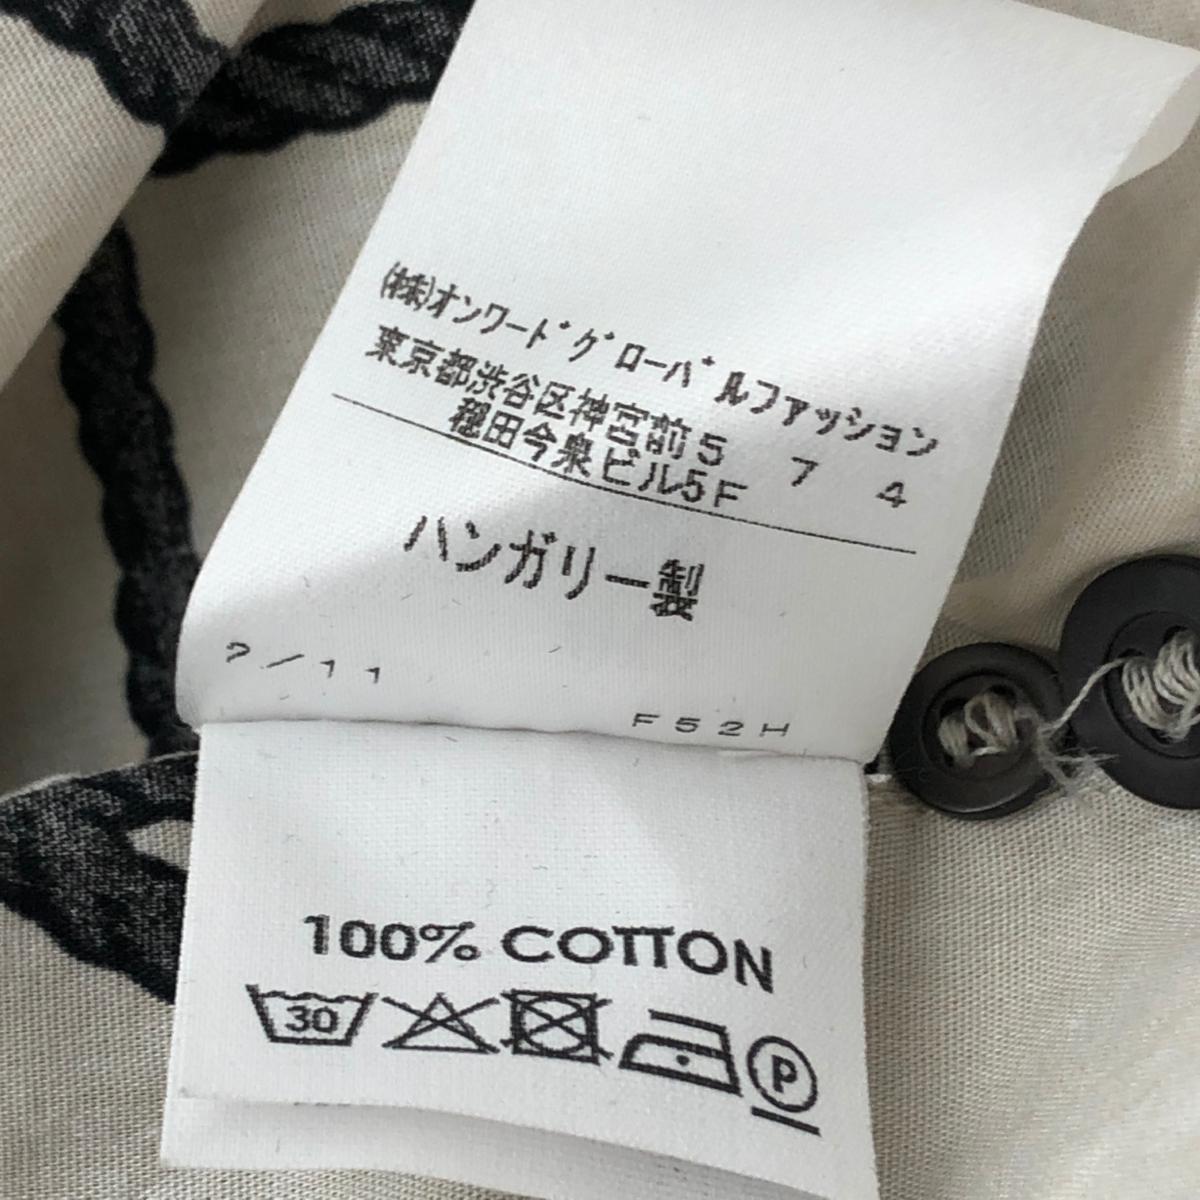 (株)オンワードグローバルファッション
東京都渋谷区神宮前5 7 4
穏田今泉ビル5F
ハンガリー製
2/11
F52H
100% COTTON
30
P